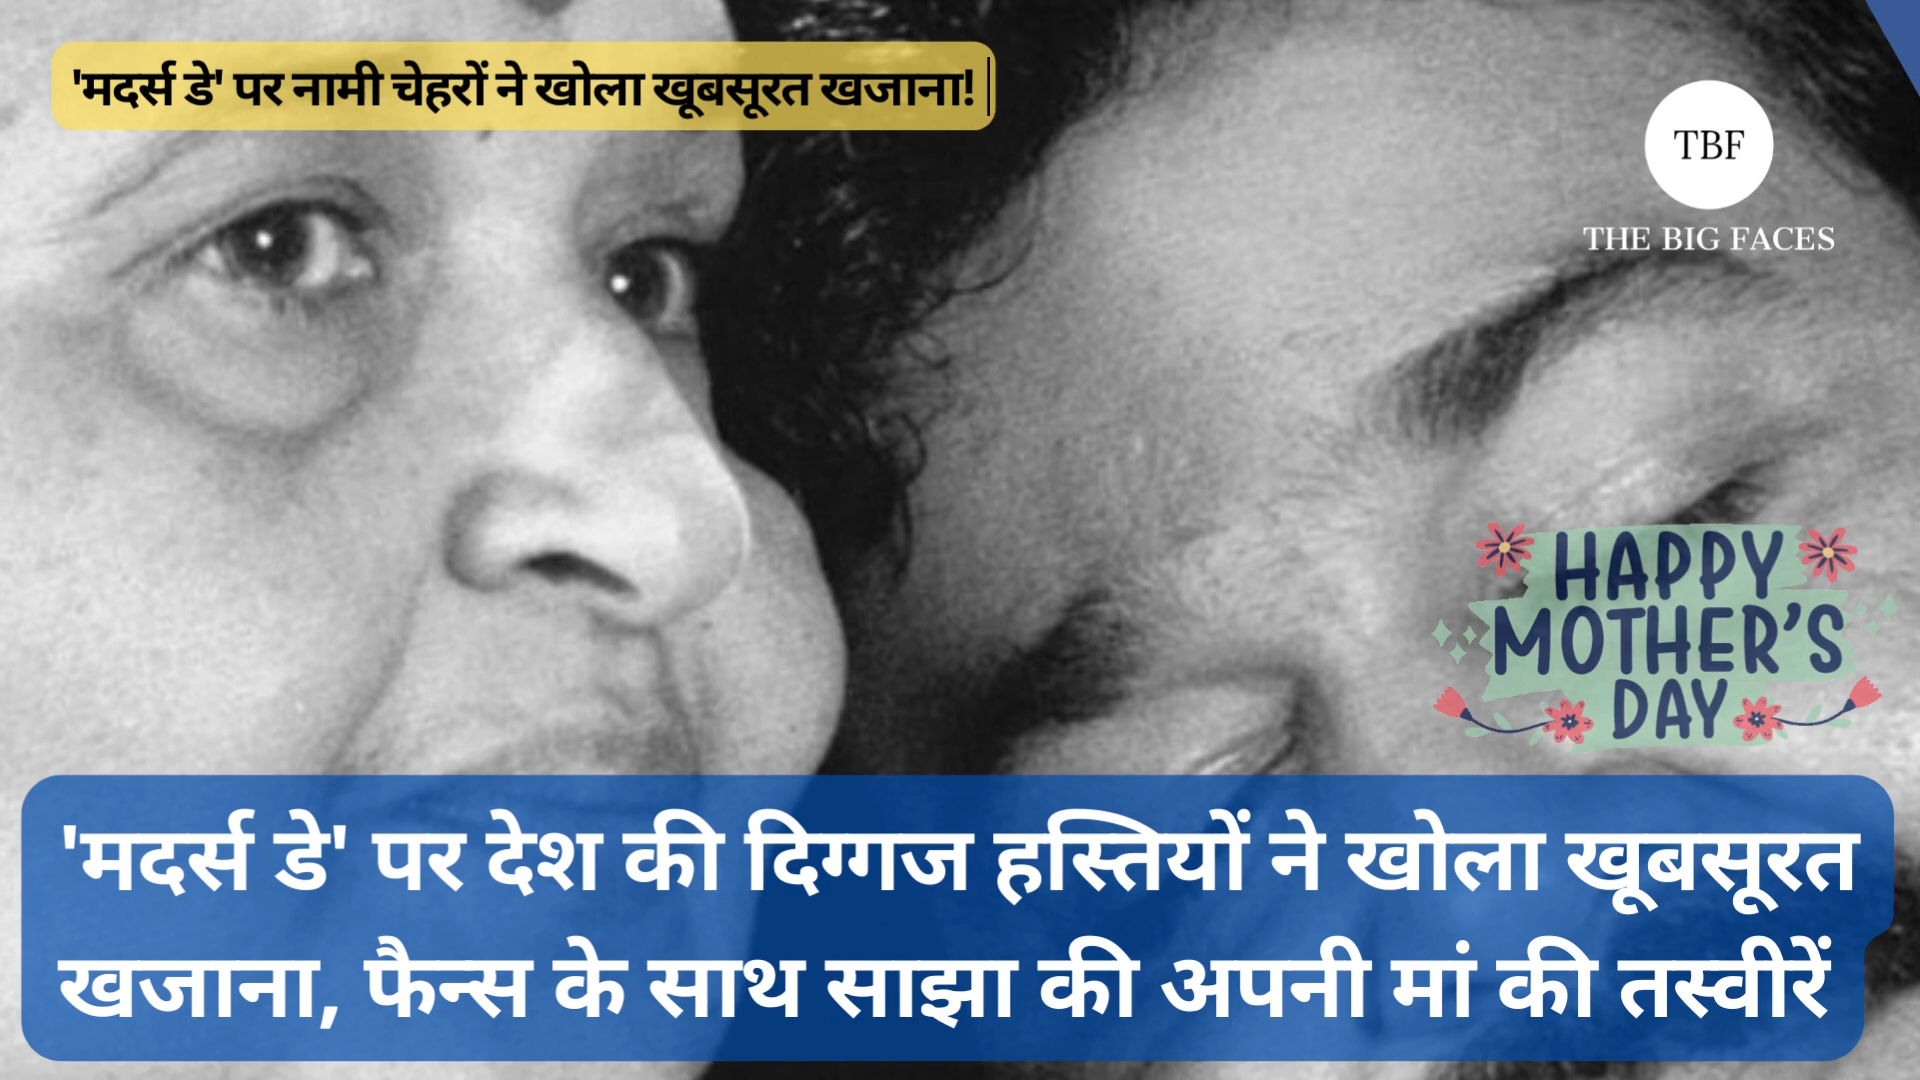 'मदर्स डे' पर नामी चेहरों ने खोला खूबसूरत खजाना!
TBF
THE BIG FACES
HAPPY
MOTHER'S
DAY
'मदर्स डे' पर देश की दिग्गज हस्तियों ने खोला खूबसूरत
खजाना, फैन्स के साथ साझा की अपनी मां की तस्वीरें